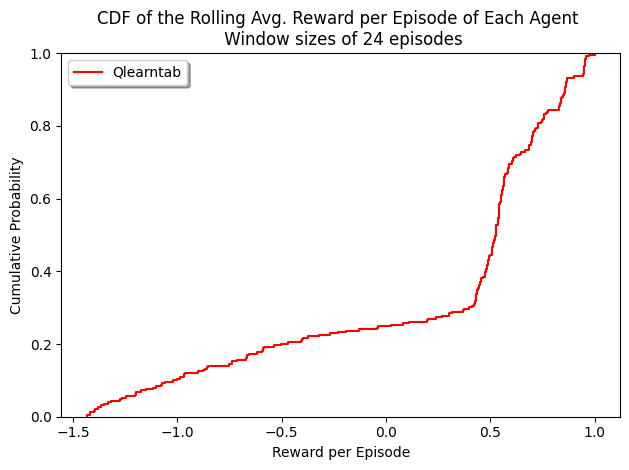 CDF of the Rolling Avg. Reward per Episode of Each Agent
Window sizes of 24 episodes
Qlearntab
1.0
0.8
0.6
0.4
0.2
0.0
Cumulative Probability
−1.5
−1.0
−0.5
0.0
0.5
1.0
Reward per Episode